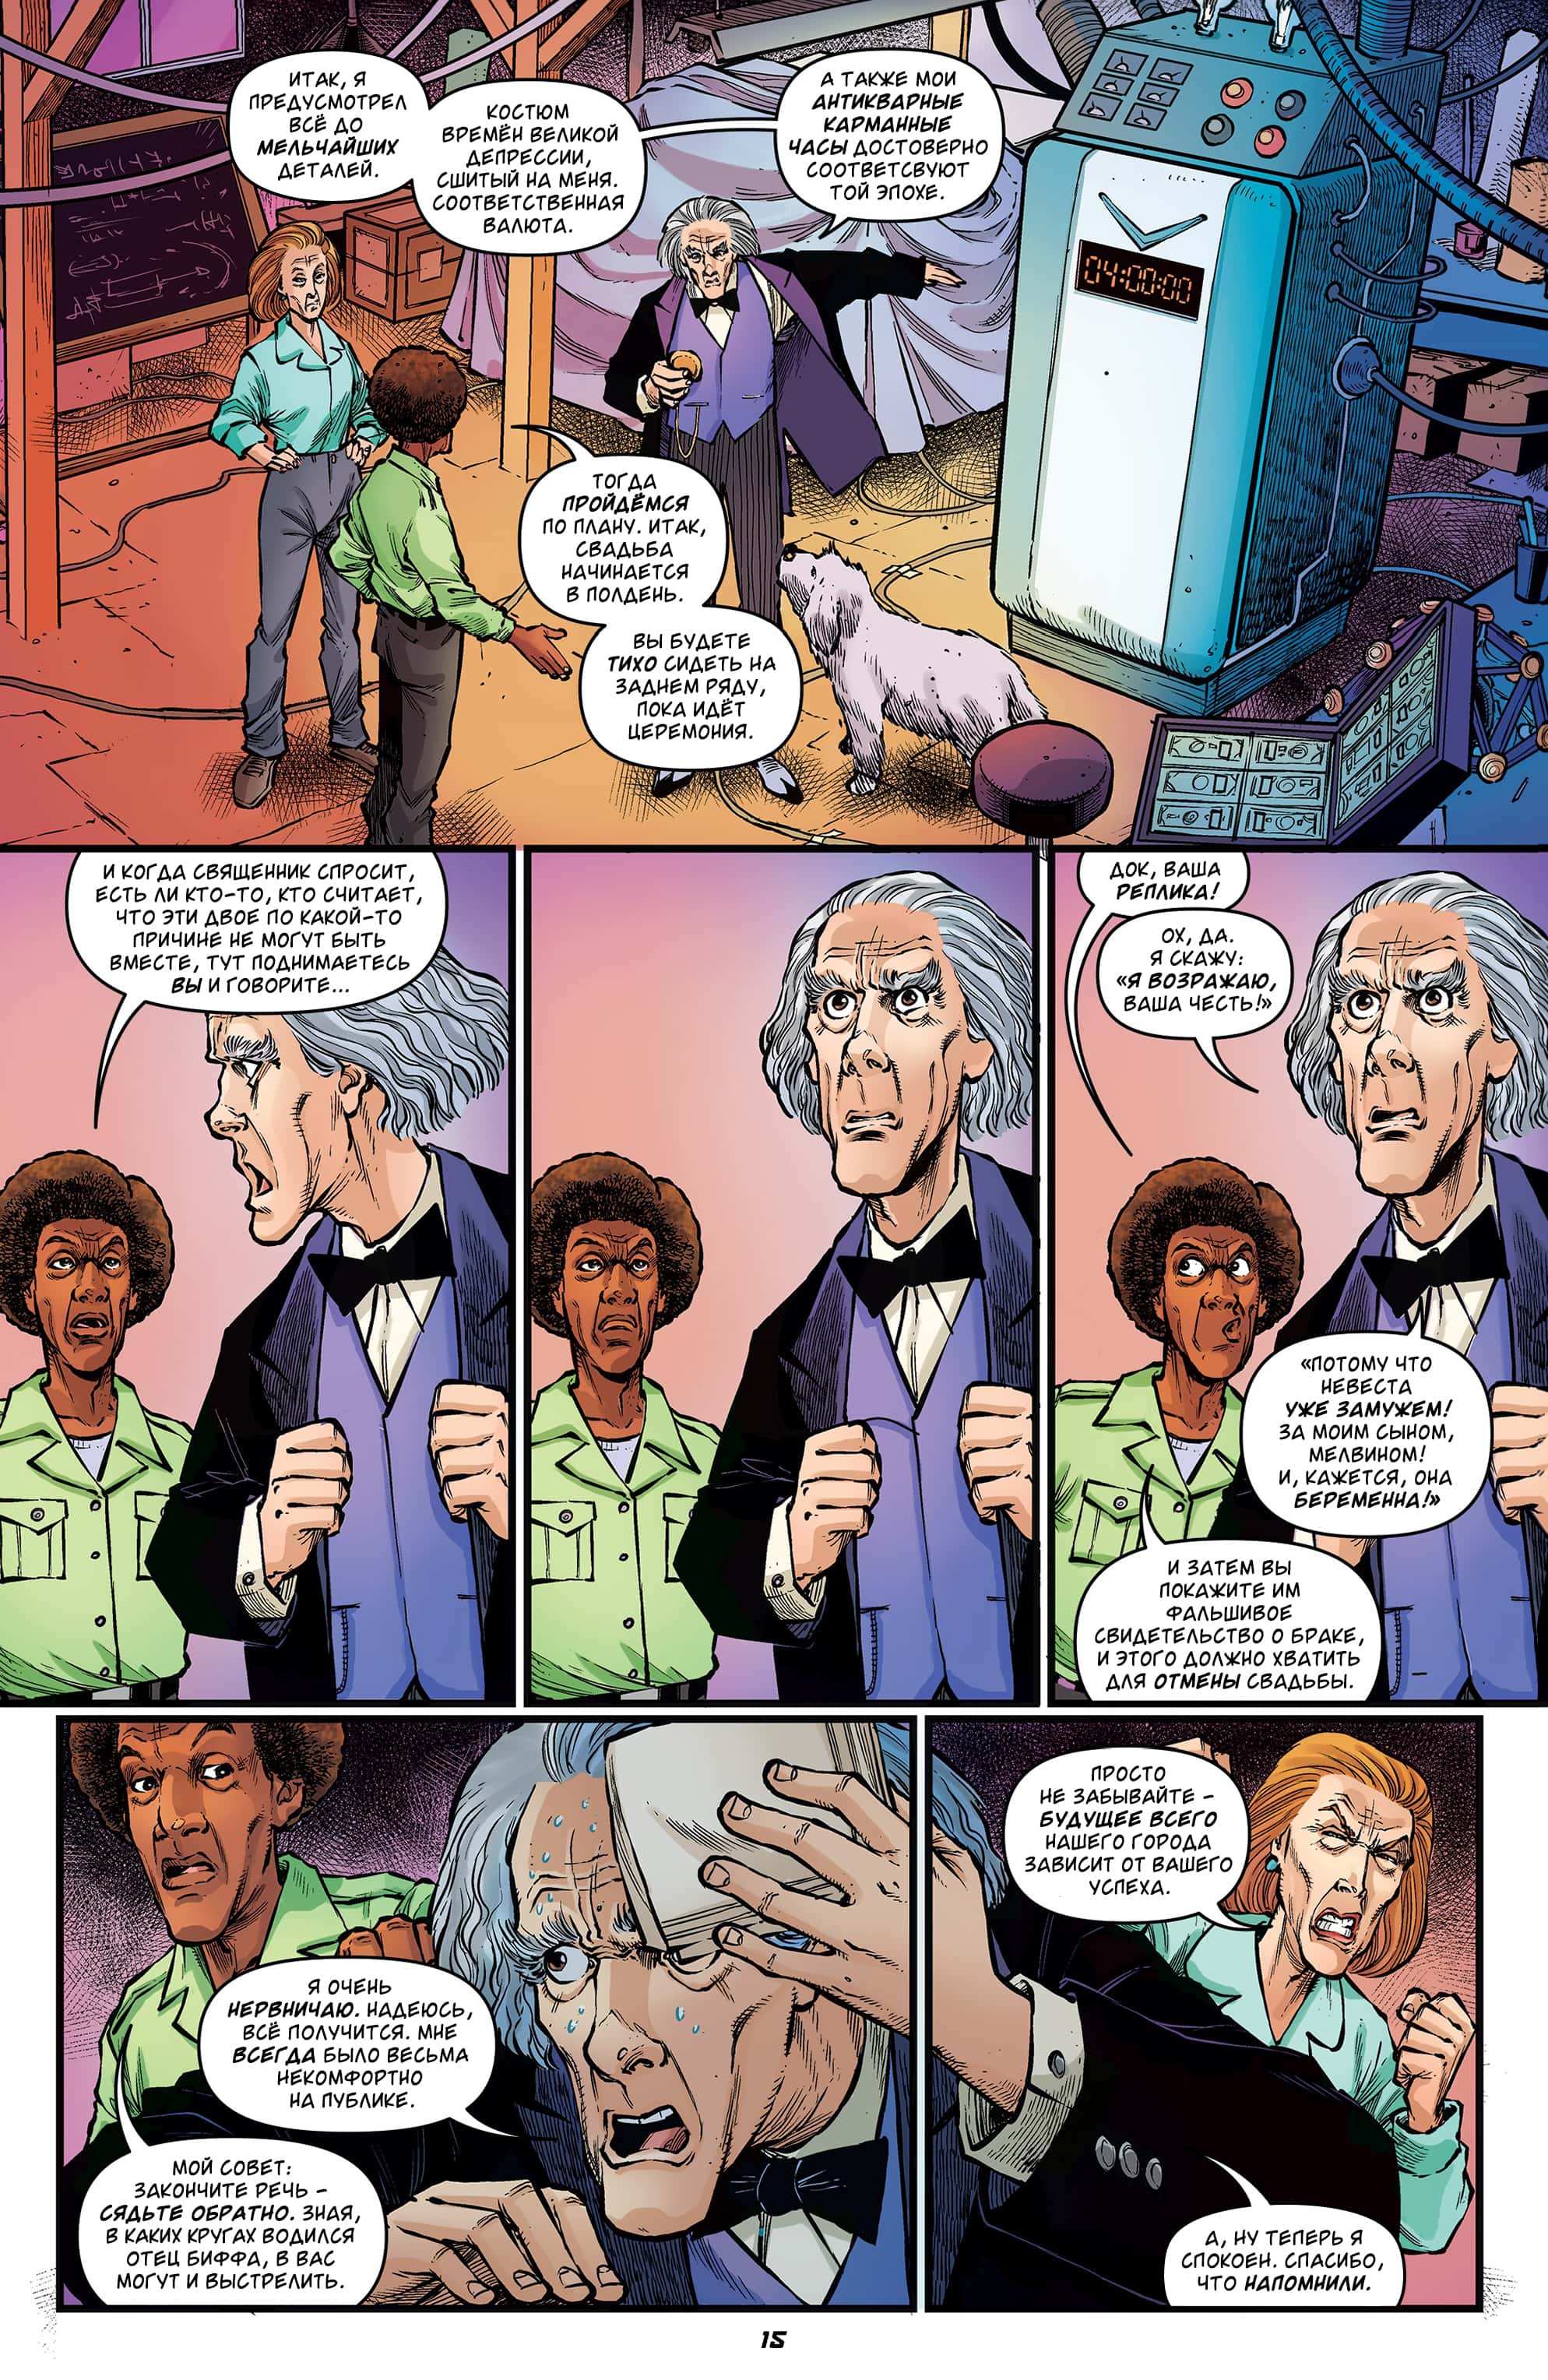 ИТАК, Я
ПРЕДУСМОТРЕЛ
ВСЁ ДО
МЕЛЬЧАЙШИХ
ДЕТАЛЕЙ.
КОСТЮМ
ВРЕМЁН ВЕЛИКОЙ
ДЕПРЕССИИ,
СШИТЫЙ НА МЕНЯ.
СООТВЕТСТВЕННАЯ
ВАЛЮТА.
А ТАКЖЕ МОИ
АНТИКВАРНЫЕ
КАРМАННЫЕ
ЧАСЫ ДОСТОВЕРНО
СООТВЕТСВУЮТ
ТОЙ ЭПОХЕ.
04:00:00
ТОГДА
ПРОЙДЁМСЯ
ПО ПЛАНУ. ИТАК,
СВАДЬБА
НАЧИНАЕТСЯ
В ПОЛДЕНЬ.
ВЫ БУДЕТЕ
ТИХО СИДЕТЬ НА
ЗАДНЕМ РЯДУ,
ПОКА ИДЁТ
ЦЕРЕМОНИЯ.
И КОГДА СВЯЩЕННИК СПРОСИТ,
ЕСТЬ ЛИ КТО-ТО, КТО СЧИТАЕТ,
ЧТО ЭТИ ДВОЕ ПО КАКОЙ-ТО
ПРИЧИНЕ НЕ МОГУТ БЫТЬ
ВМЕСТЕ, ТУТ ПОДНИМАЕТЕСЬ
ВЫ И ГОВОРИТЕ...
ДОК, ВАША
РЕПЛИКА!
ОХ, ДА.
Я СКАЖУ:
«Я ВОЗРАЖАЮ,
ВАША ЧЕСТЬ!»
«ПОТОМУ ЧТО
НЕВЕСТА
УЖЕ ЗАМУЖЕМ!
ЗА МОИМ СЫНОМ,
МЕЛВИНОМ!
И, КАЖЕТСЯ, ОНА
БЕРЕМЕННА!»
И ЗАТЕМ ВЫ
ПОКАЖИТЕ ИМ
ФАЛЬШИВОЕ
СВИДЕТЕЛЬСТВО О БРАКЕ,
И ЭТОГО ДОЛЖНО ХВАТИТЬ
ДЛЯ ОТМЕНЫ СВАДЬБЫ.
Я ОЧЕНЬ
НЕРВНИЧАЮ. НАДЕЮСЬ,
ВСЁ ПОЛУЧИТСЯ. МНЕ
ВСЕГДА БЫЛО ВЕСЬМА
НЕКОМФОРТНО
НА ПУБЛИКЕ.
МОЙ СОВЕТ:
ЗАКОНЧИТЕ РЕЧЬ -
СЯДЬТЕ ОБРАТНО. ЗНАЯ,
В КАКИХ КРУГАХ ВОДИЛСЯ
ОТЕЦ БИФФА, В ВАС
МОГУТ И ВЫСТРЕЛИТЬ.
ПРОСТО
НЕ ЗАБЫВАЙТЕ -
БУДУЩЕЕ ВСЕГО
НАШЕГО ГОРОДА
ЗАВИСИТ ОТ ВАШЕГО
УСПЕХА.
А, НУ ТЕПЕРЬ Я
СПОКОЕН. СПАСИБО,
ЧТО НАПОМНИЛИ.
15